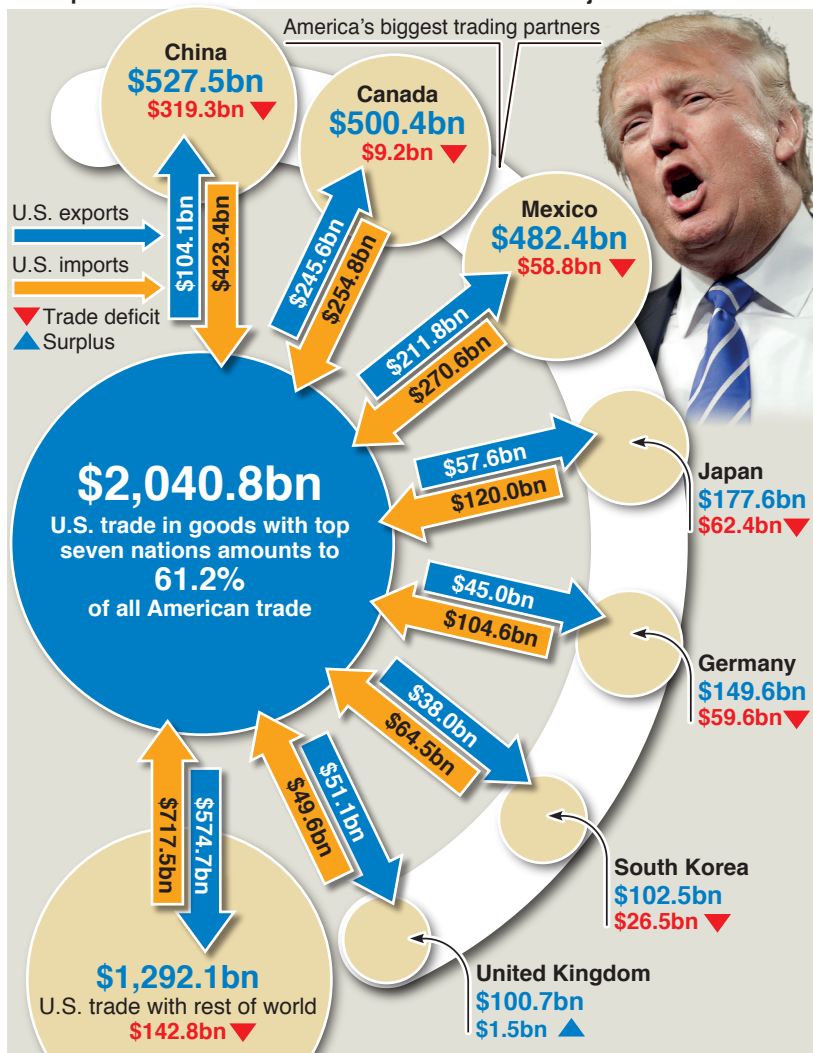 America's biggest trading partners
China
$527.5bn
$319.3bn
Canada
$500.4bn
$9.2bn
Mexico
$482.4bn
$58.8bn
U.S. exports
U.S. imports
Trade deficit
Surplus
$104.1bn
$423.4bn
$245.6bn
$254.8bn
$211.8bn
$270.6bn
$57.6bn
$120.0bn
Japan
$177.6bn
$62.4bn
$2,040.8bn
U.S. trade in goods with top
seven nations amounts to
61.2%
of all American trade
$45.0bn
$104.6bn
Germany
$149.6bn
$59.6bn
$38.0bn
$64.5bn
South Korea
$102.5bn
$26.5bn
$51.1bn
$49.6bn
United Kingdom
$100.7bn
$1.5bn
$717.5bn
$574.7bn
$1,292.1bn
U.S. trade with rest of world
$142.8bn